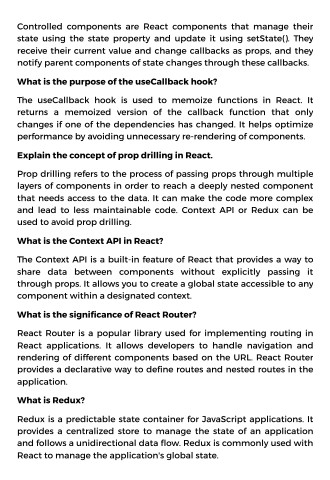 Controlled components are React components that manage their
state using the state property and update it using setState(). They
receive their current value and change callbacks as props, and they
notify parent components of state changes through these callbacks.
What is the purpose of the useCallback hook?
The useCallback hook is used to memoize functions in React. It
returns a memoized version of the callback function that only
changes if one of the dependencies has changed. It helps optimize
performance by avoiding unnecessary re-rendering of components.
Explain the concept of prop drilling in React.
Prop drilling refers to the process of passing props through multiple
layers of components in order to reach a deeply nested component
that needs access to the data. It can make the code more complex
and lead to less maintainable code. Context API or Redux can be
used to avoid prop drilling.
What is the Context API in React?
The Context API is a built-in feature of React that provides a way to
share data between components without explicitly passing it
through props. It allows you to create a global state accessible to any
component within a designated context.
What is the significance of React Router?
React Router is a popular library used for implementing routing in
React applications. It allows developers to handle navigation and
rendering of different components based on the URL. React Router
provides a declarative way to define routes and nested routes in the
application.
What is Redux?
Redux is a predictable state container for JavaScript applications. It
provides a centralized store to manage the state of an application
and follows a unidirectional data flow. Redux is commonly used with
React to manage the application's global state.